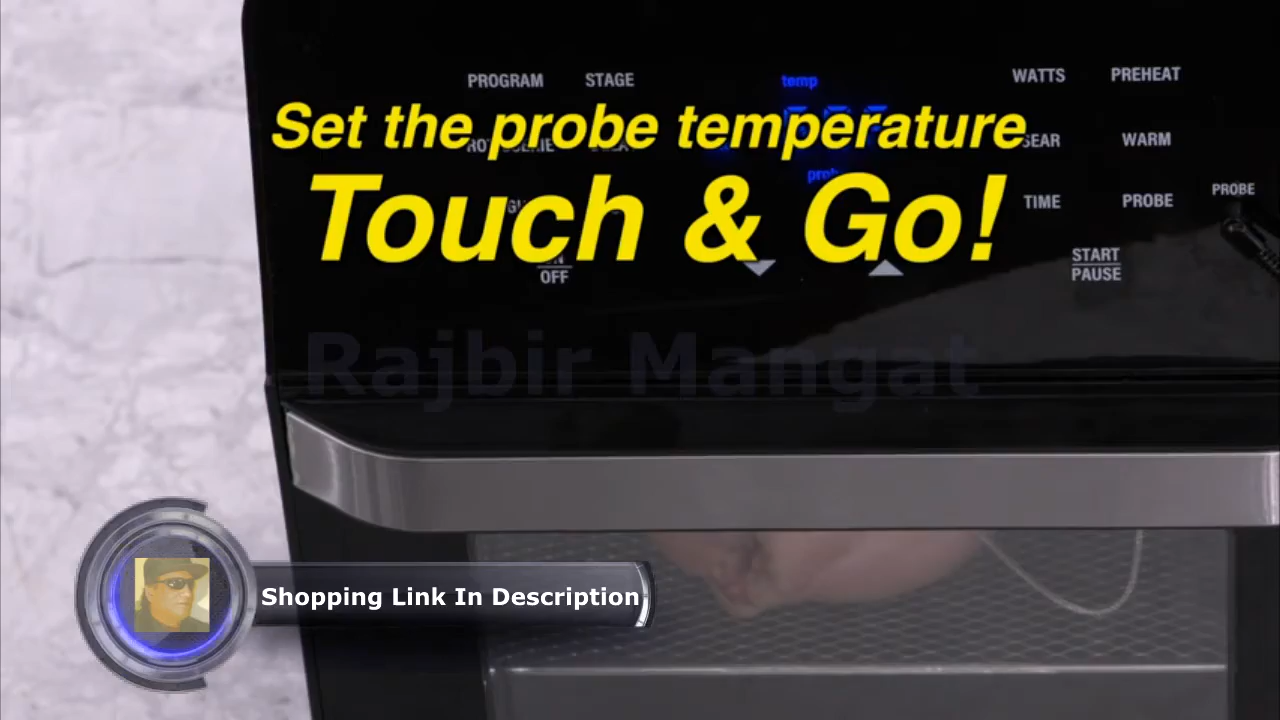 PROGRAM STAGE temp WATTS PREHEAT
Set the probe temperature
SEAR WARM
Touch & Go!
TIME PROBE PROBE
OFF
START
PAUSE
Rajbir Mangat
Shopping Link In Description